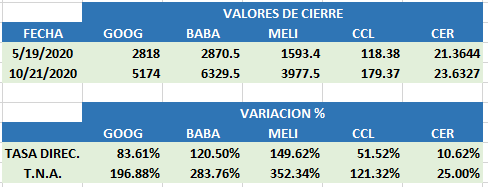 VALORES DE CIERRE
FECHA GOOG BABA MELI CCL CER
5/19/2020 2818 2870.5 1593.4 118.38 21.3644
10/21/2020 5174 6329.5 3977.5 179.37 23.6327
VARIACION %
GOOG BABA MELI CCL CER
TASA DIREC. 83.61% 120.50% 149.62% 51.52% 10.62%
T.N.A. 196.88% 283.76% 352.34% 121.32% 25.00%